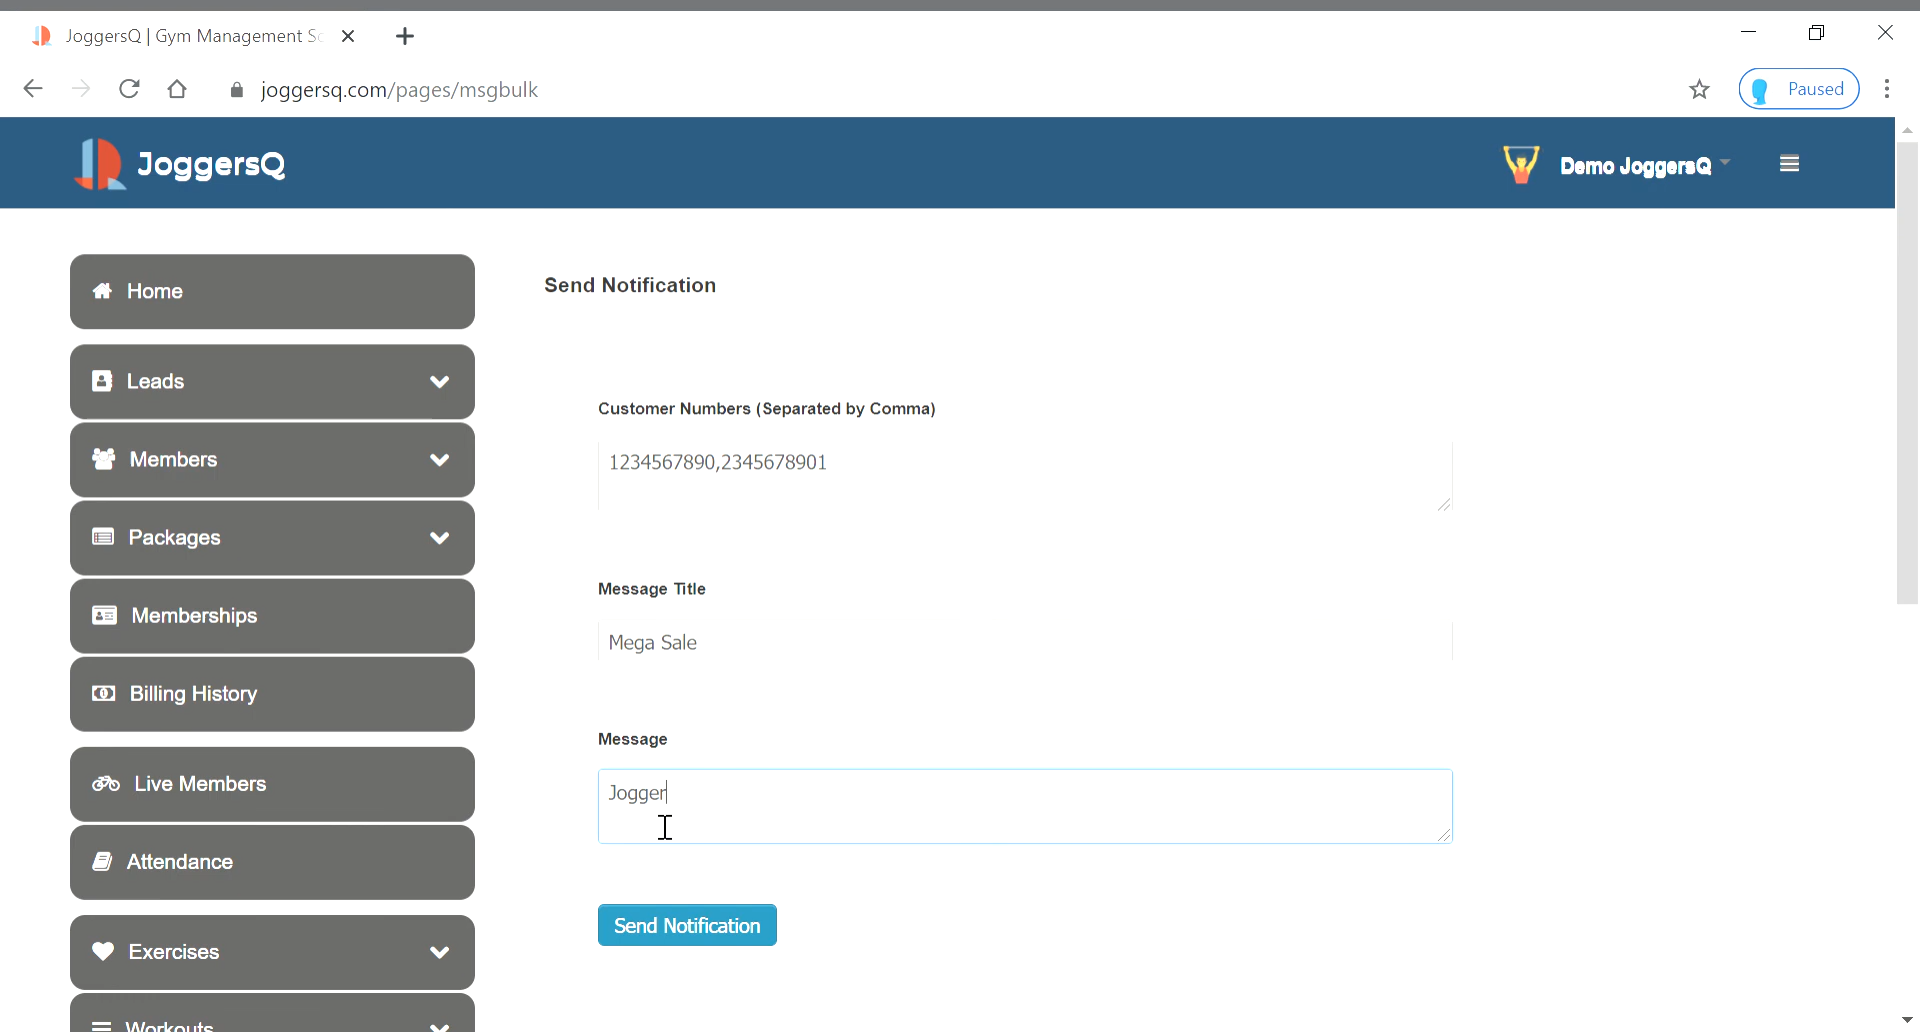 JoggersQ | Gym Management So
joggersq.com/pages/msgbulk
Paused
JoggersQ
Demo JoggersQ
Home
Leads
Members
Packages
Memberships
Billing History
Live Members
Attendance
Exercises
Workouts
Send Notification
Customer Numbers (Separated by Comma)
1234567890,2345678901
Message Title
Mega Sale
Message
Jogger
Send Notification